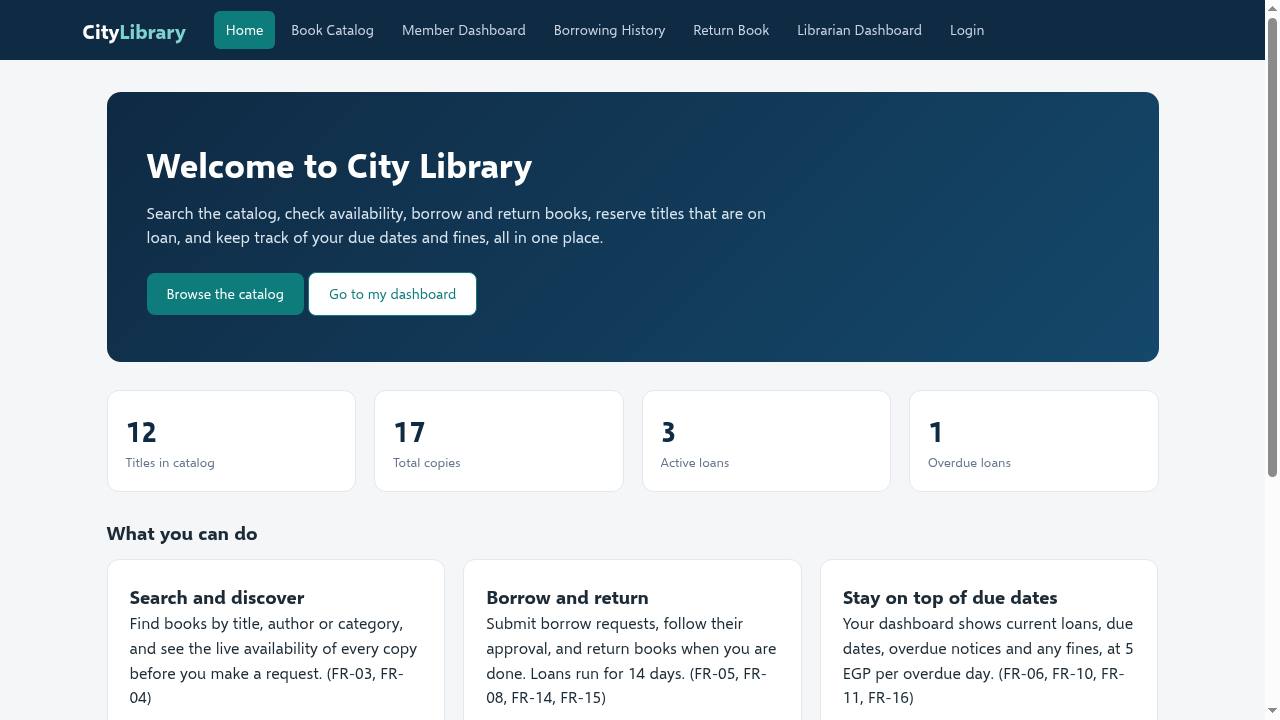 CityLibrary Home Book Catalog Member Dashboard Borrowing History Return Book Librarian Dashboard Login
Welcome to City Library
Search the catalog, check availability, borrow and return books, reserve titles that are on
loan, and keep track of your due dates and fines, all in one place.
Browse the catalog Go to my dashboard
12 17 3 1
Titles in catalog Total copies Active loans Overdue loans
What you can do
Search and discover
Find books by title, author or category,
and see the live availability of every copy
before you make a request. (FR-03, FR-
04)
Borrow and return
Submit borrow requests, follow their
approval, and return books when you are
done. Loans run for 14 days. (FR-05, FR-
08, FR-14, FR-15)
Stay on top of due dates
Your dashboard shows current loans, due
dates, overdue notices and any fines, at 5
EGP per overdue day. (FR-06, FR-10, FR-
11, FR-16)